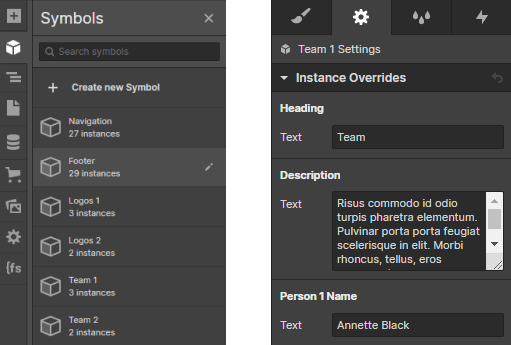 Symbols
Search symbols
Create new Symbol
Navigation
27 instances
Footer
29 instances
Logos 1
3 instances
Logos 2
2 instances
Team 1
3 instances
Team 2
2 instances
{fs
Team 1 Settings
Instance Overrides
Heading
Text
Team
Description
Text
Risus commodo id odio
turpis pharetra elementum.
Pulvinar porta porta feugiat
scelerisque in elit. Morbi
rhoncus, tellus, eros
Person 1 Name
Text
Annette Black